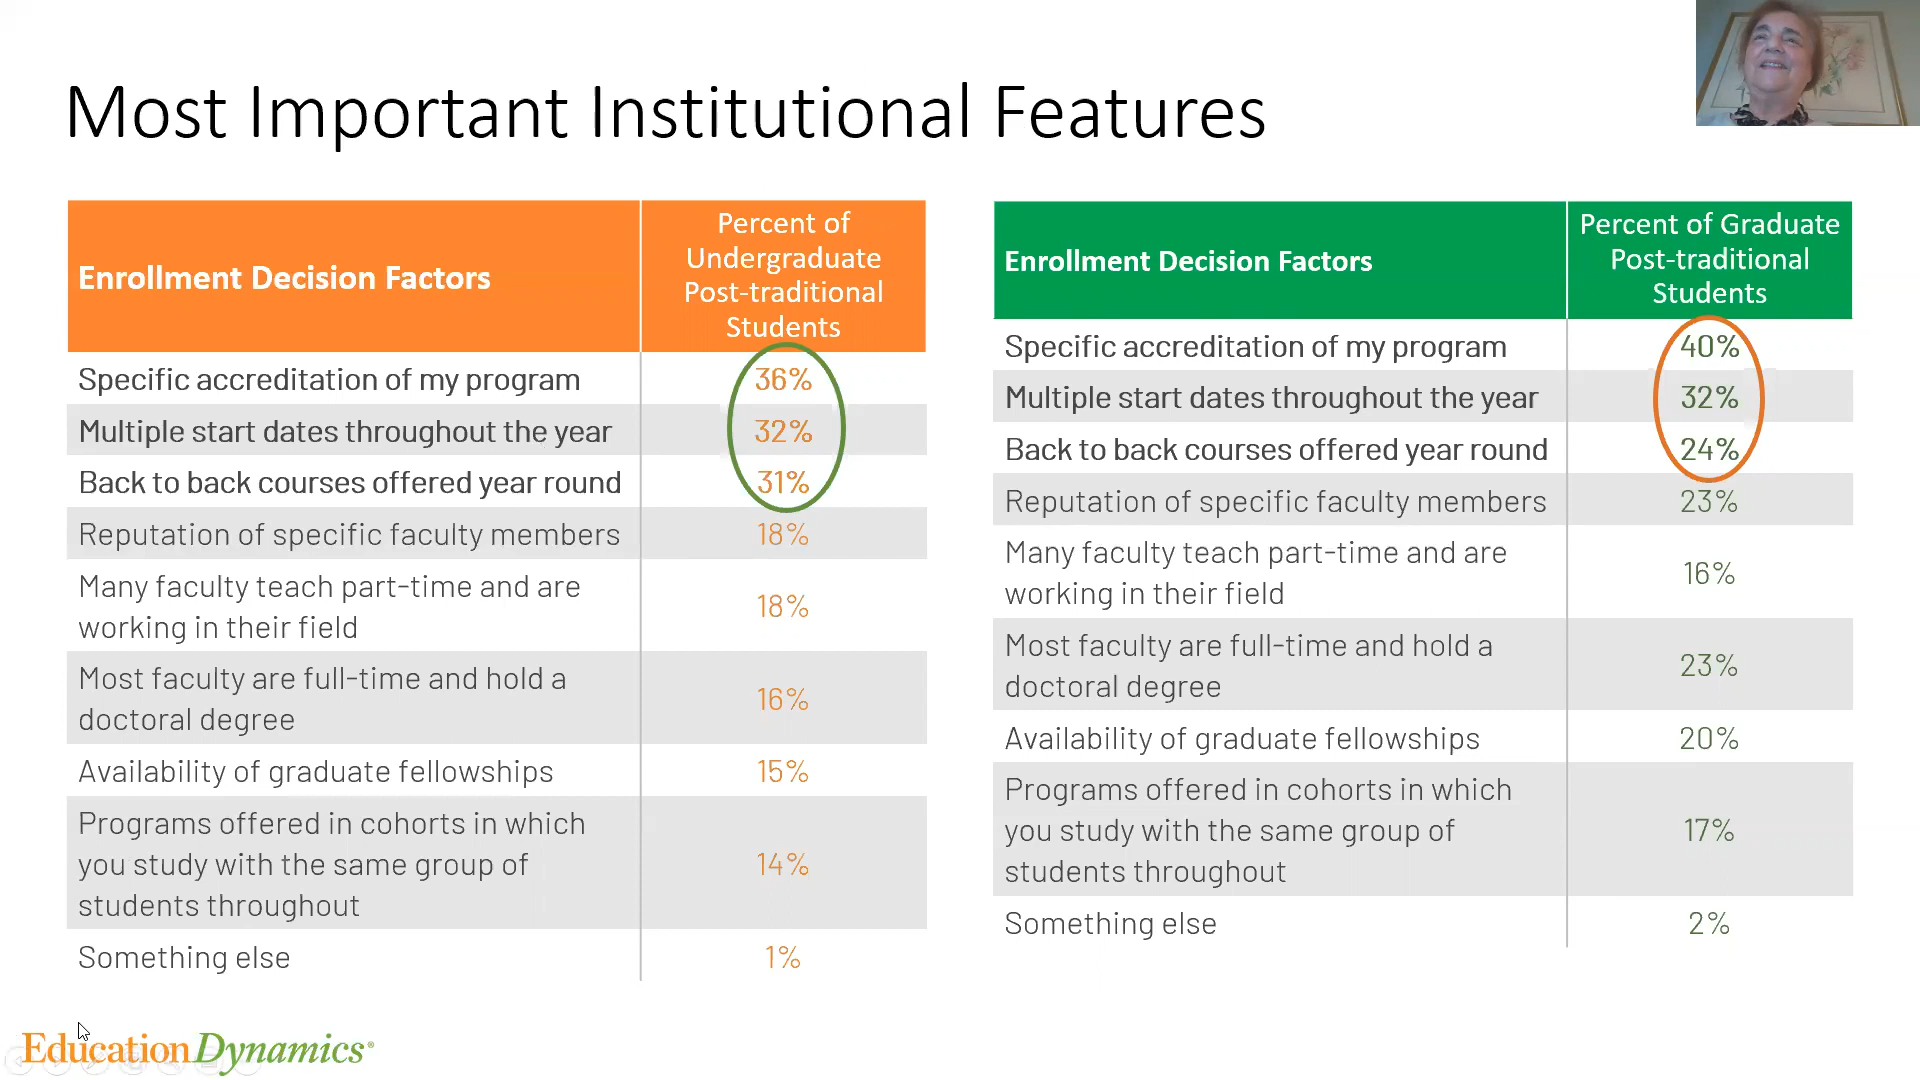 Most Important Institutional Features
Enrollment Decision Factors
Percent of
Undergraduate
Post-traditional
Students
Specific accreditation of my program
36%
Multiple start dates throughout the year
32%
Back to back courses offered year round
31%
Reputation of specific faculty members
18%
Many faculty teach part-time and are
working in their field
18%
Most faculty are full-time and hold a
doctoral degree
16%
Availability of graduate fellowships
15%
Programs offered in cohorts in which
you study with the same group of
students throughout
14%
Something else
1%
Enrollment Decision Factors
Percent of Graduate
Post-traditional
Students
Specific accreditation of my program
40%
Multiple start dates throughout the year
32%
Back to back courses offered year round
24%
Reputation of specific faculty members
23%
Many faculty teach part-time and are
working in their field
16%
Most faculty are full-time and hold a
doctoral degree
23%
Availability of graduate fellowships
20%
Programs offered in cohorts in which
you study with the same group of
students throughout
17%
Something else
2%
EducationDynamics®